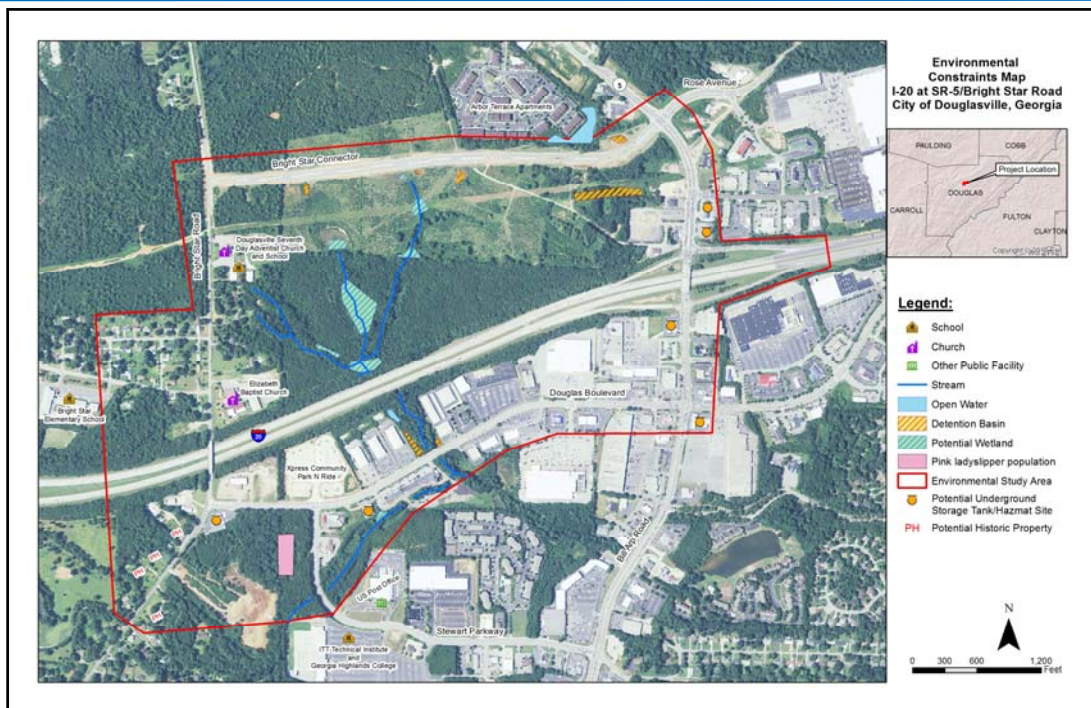 Environmental
Constraints Map
I-20 at SR-5/Bright Star Road
City of Douglasville, Georgia
PAULDING
COBB
Project Location
DOUGLAS
CARROLL
FULTON
CLAYTON
Legend:
School
Church
Other Public Facility
Stream
Open Water
Detention Basin
Potential Wetland
Pink ladyslipper population
Environmental Study Area
Potential Underground
Storage Tank/Hazmat Site
PH
Potential Historic Property
N
0 300 600 1,200
Feet
Arbor Terrace Apartments
5
Rose Avenue
Bright Star Connector
Bright Star Road
Douglasville Seventh
Day Adventist Church
and School
Elizabeth
Baptist Church
Bright Star
Elementary School
20
Douglas Boulevard
Xpress Community
Park N Ride
PH
PH
PH
US Post Office
Bill Arp Road
Stewart Parkway
ITT Technical Institute
and
Georgia Highlands College